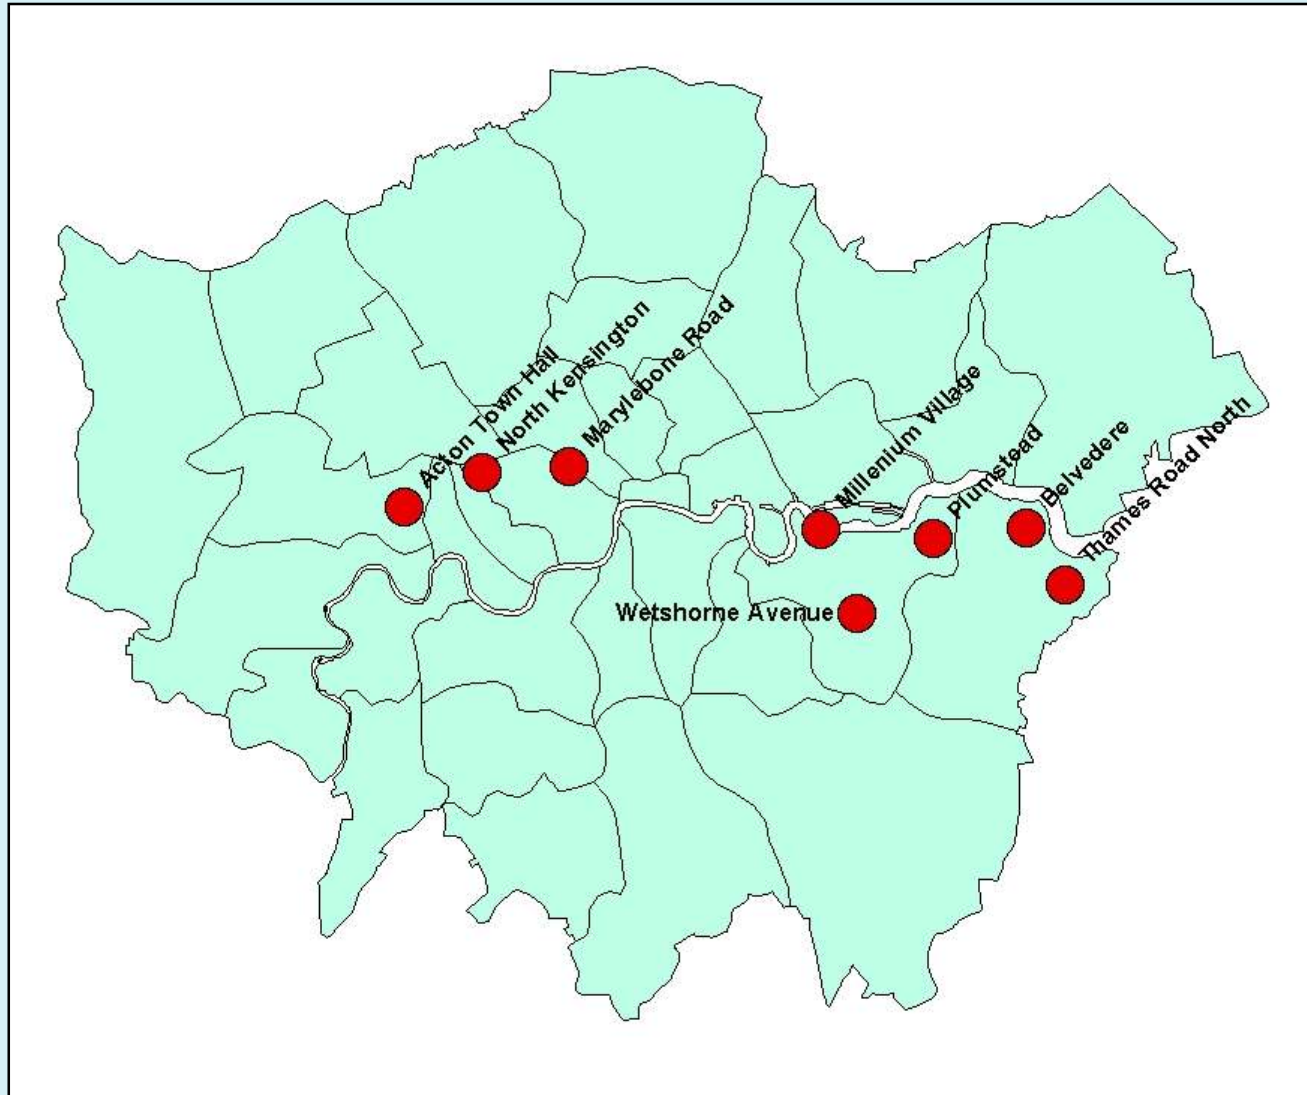 Acton Town Hall
North Kensington
Marylebone Road
Millenium Village
Plumstead
Belvedere
Thames Road North
Wetshorne Avenue